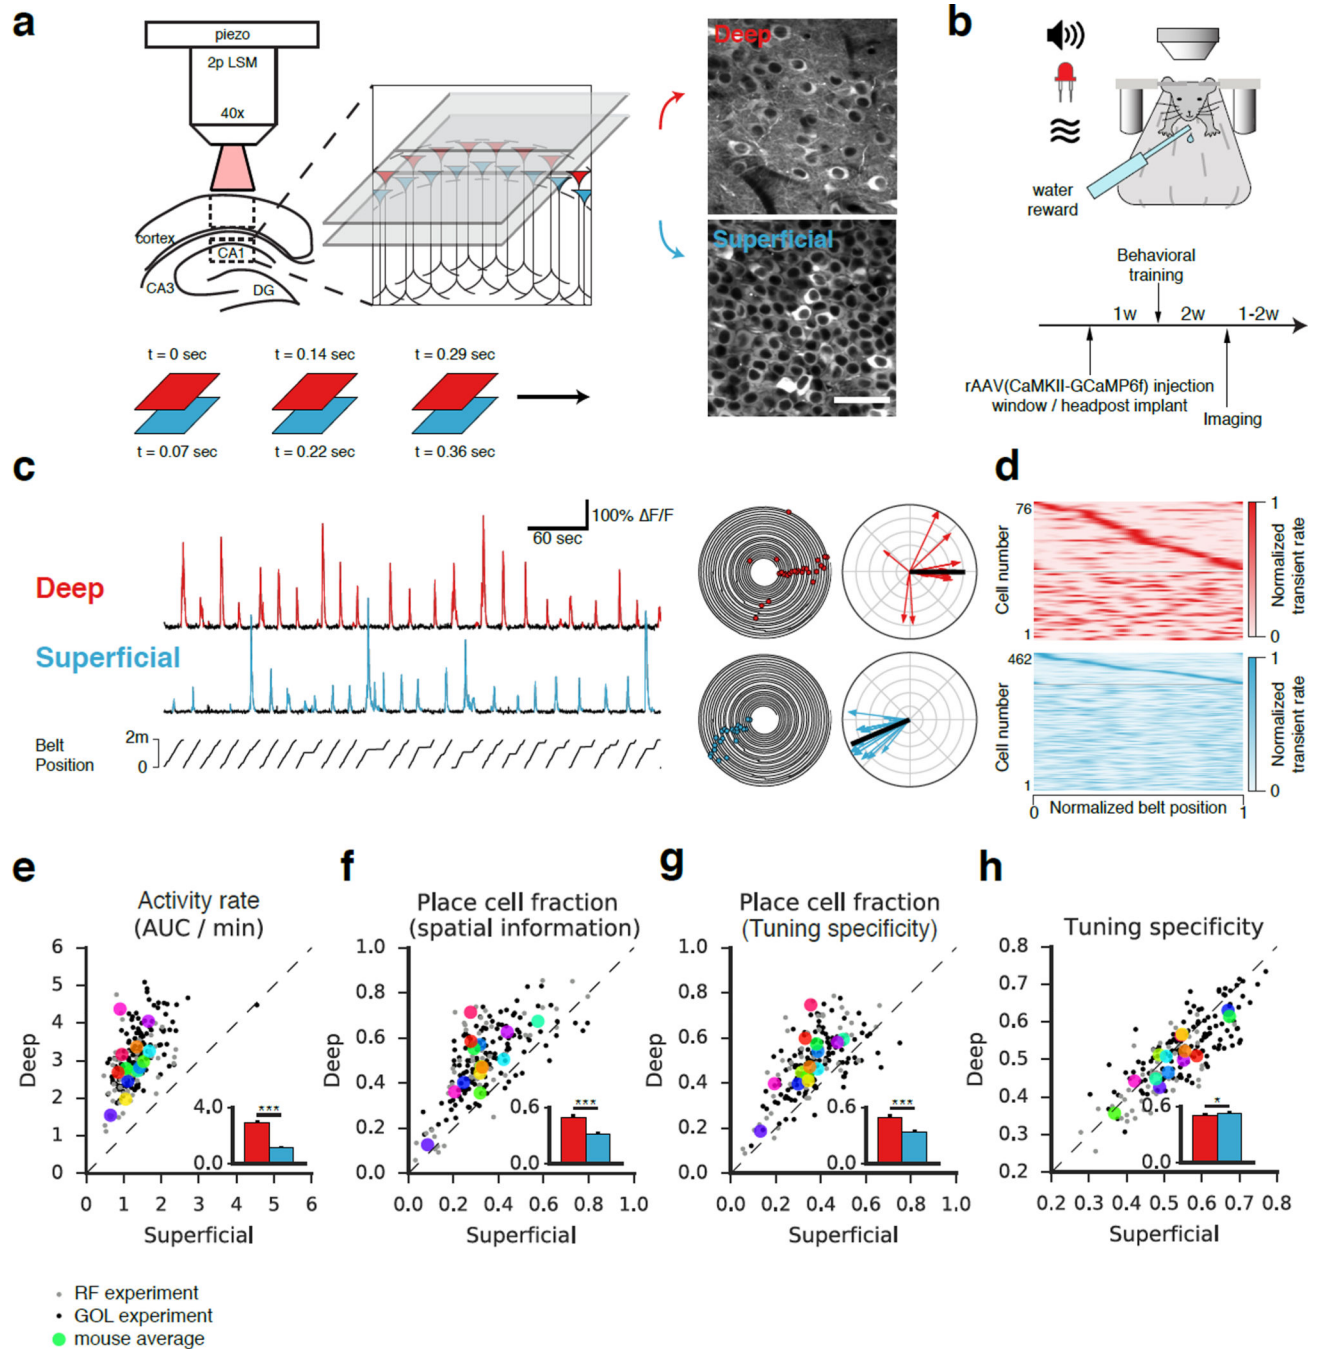 a
piezo
2p LSM
40x
cortex
CA1
CA3
DG
Deep
Superficial
t = 0 sec
t = 0.14 sec
t = 0.29 sec
t = 0.07 sec
t = 0.22 sec
t = 0.36 sec
b
water
reward
Behavioral
training
1w
2w
1-2w
rAAV(CaMKII-GCaMP6f) injection
window / headpost implant
Imaging
c
100% ΔF/F
60 sec
Deep
Superficial
Belt
Position
2m
0
d
76
Cell number
1
1
0
Normalized
transient rate
462
Cell number
1
1
0
Normalized
transient rate
0
Normalized belt position
1
e
Activity rate
(AUC / min)
6
5
4
3
2
1
0
Deep
4.0
0.0
***
0 1 2 3 4 5 6
Superficial
f
Place cell fraction
(spatial information)
1.0
0.8
0.6
0.4
0.2
0.0
Deep
0.6
0.0
***
0.0 0.2 0.4 0.6 0.8 1.0
Superficial
g
Place cell fraction
(Tuning specificity)
1.0
0.8
0.6
0.4
0.2
0.0
Deep
0.6
0.0
***
0.0 0.2 0.4 0.6 0.8 1.0
Superficial
h
Tuning specificity
0.8
0.7
0.6
0.5
0.4
0.3
0.2
Deep
0.6
0.0
*
0.2 0.3 0.4 0.5 0.6 0.7 0.8
Superficial
RF experiment
GOL experiment
mouse average